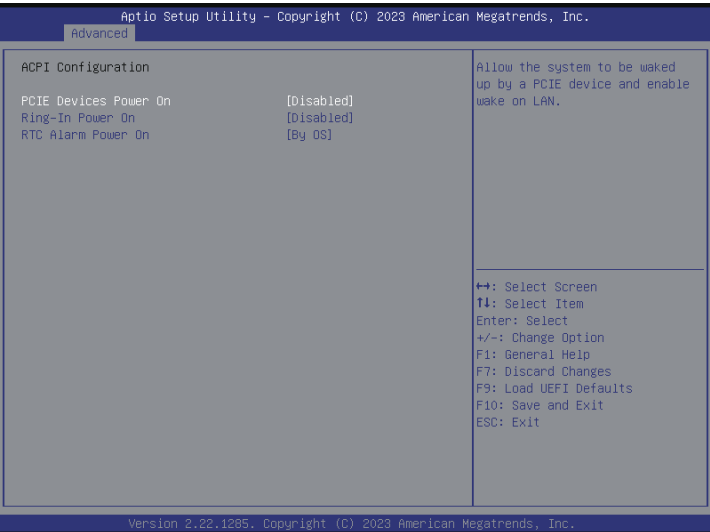 Aptio Setup Utility – Copyright (C) 2023 American Megatrends, Inc.
Advanced
ACPI Configuration
PCIE Devices Power On [Disabled]
Ring-In Power On [Disabled]
RTC Alarm Power On [By OS]
Allow the system to be waked
up by a PCIE device and enable
wake on LAN.
↔: Select Screen
↑↓: Select Item
Enter: Select
+/-: Change Option
F1: General Help
F7: Discard Changes
F9: Load UEFI Defaults
F10: Save and Exit
ESC: Exit
Version 2.22.1285. Copyright (C) 2023 American Megatrends, Inc.